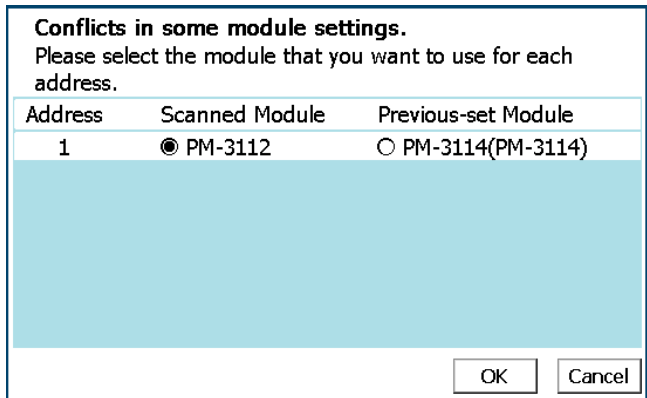 Conflicts in some module settings.
Please select the module that you want to use for each
address.
Address Scanned Module Previous-set Module
1 PM-3112 PM-3114(PM-3114)
OK Cancel